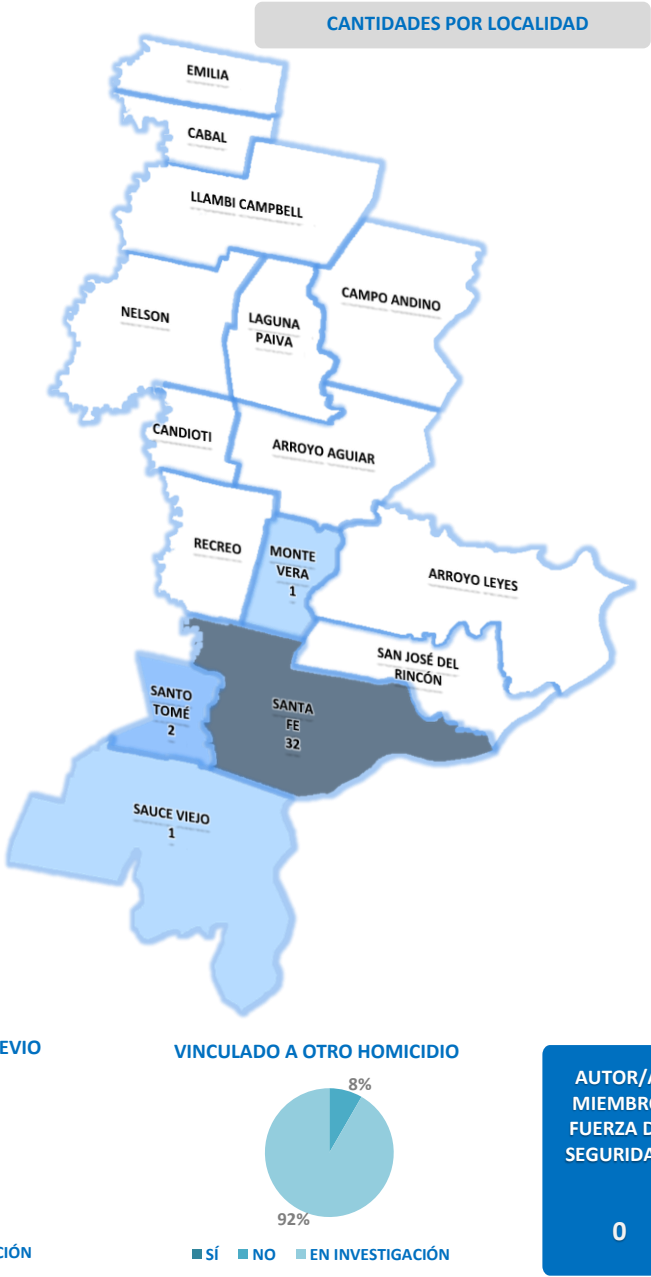 CANTIDADES POR LOCALIDAD
EMILIA
CABAL
LLAMBI CAMPBELL
CAMPO ANDINO
NELSON
LAGUNA
PAIVA
CANDIOTI
ARROYO AGUIAR
RECREO
MONTE
VERA
1
ARROYO LEYES
SAN JOSÉ DEL
RINCÓN
SANTO
TOMÉ
2
SANTA
FE
32
SAUCE VIEJO
1
EVIO
CIÓN
VINCULADO A OTRO HOMICIDIO
8%
92%
SÍ NO EN INVESTIGACIÓN
AUTOR/A
MIEMBRO
FUERZA D
SEGURIDA
0